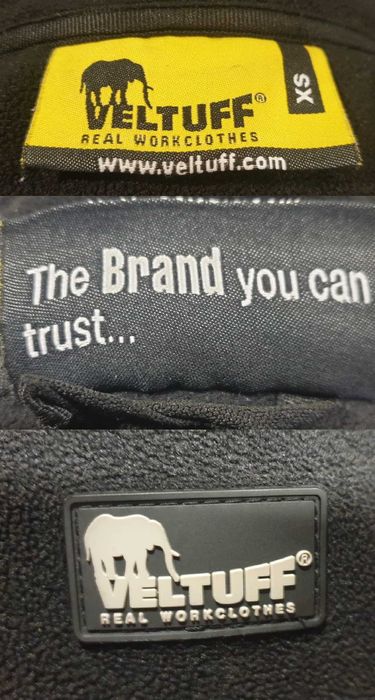 VELTUFF®
REAL WORKCLOTHES
XS
www.veltuff.com
The Brand you can
trust...
VELTUFF®
REAL WORKCLOTHES